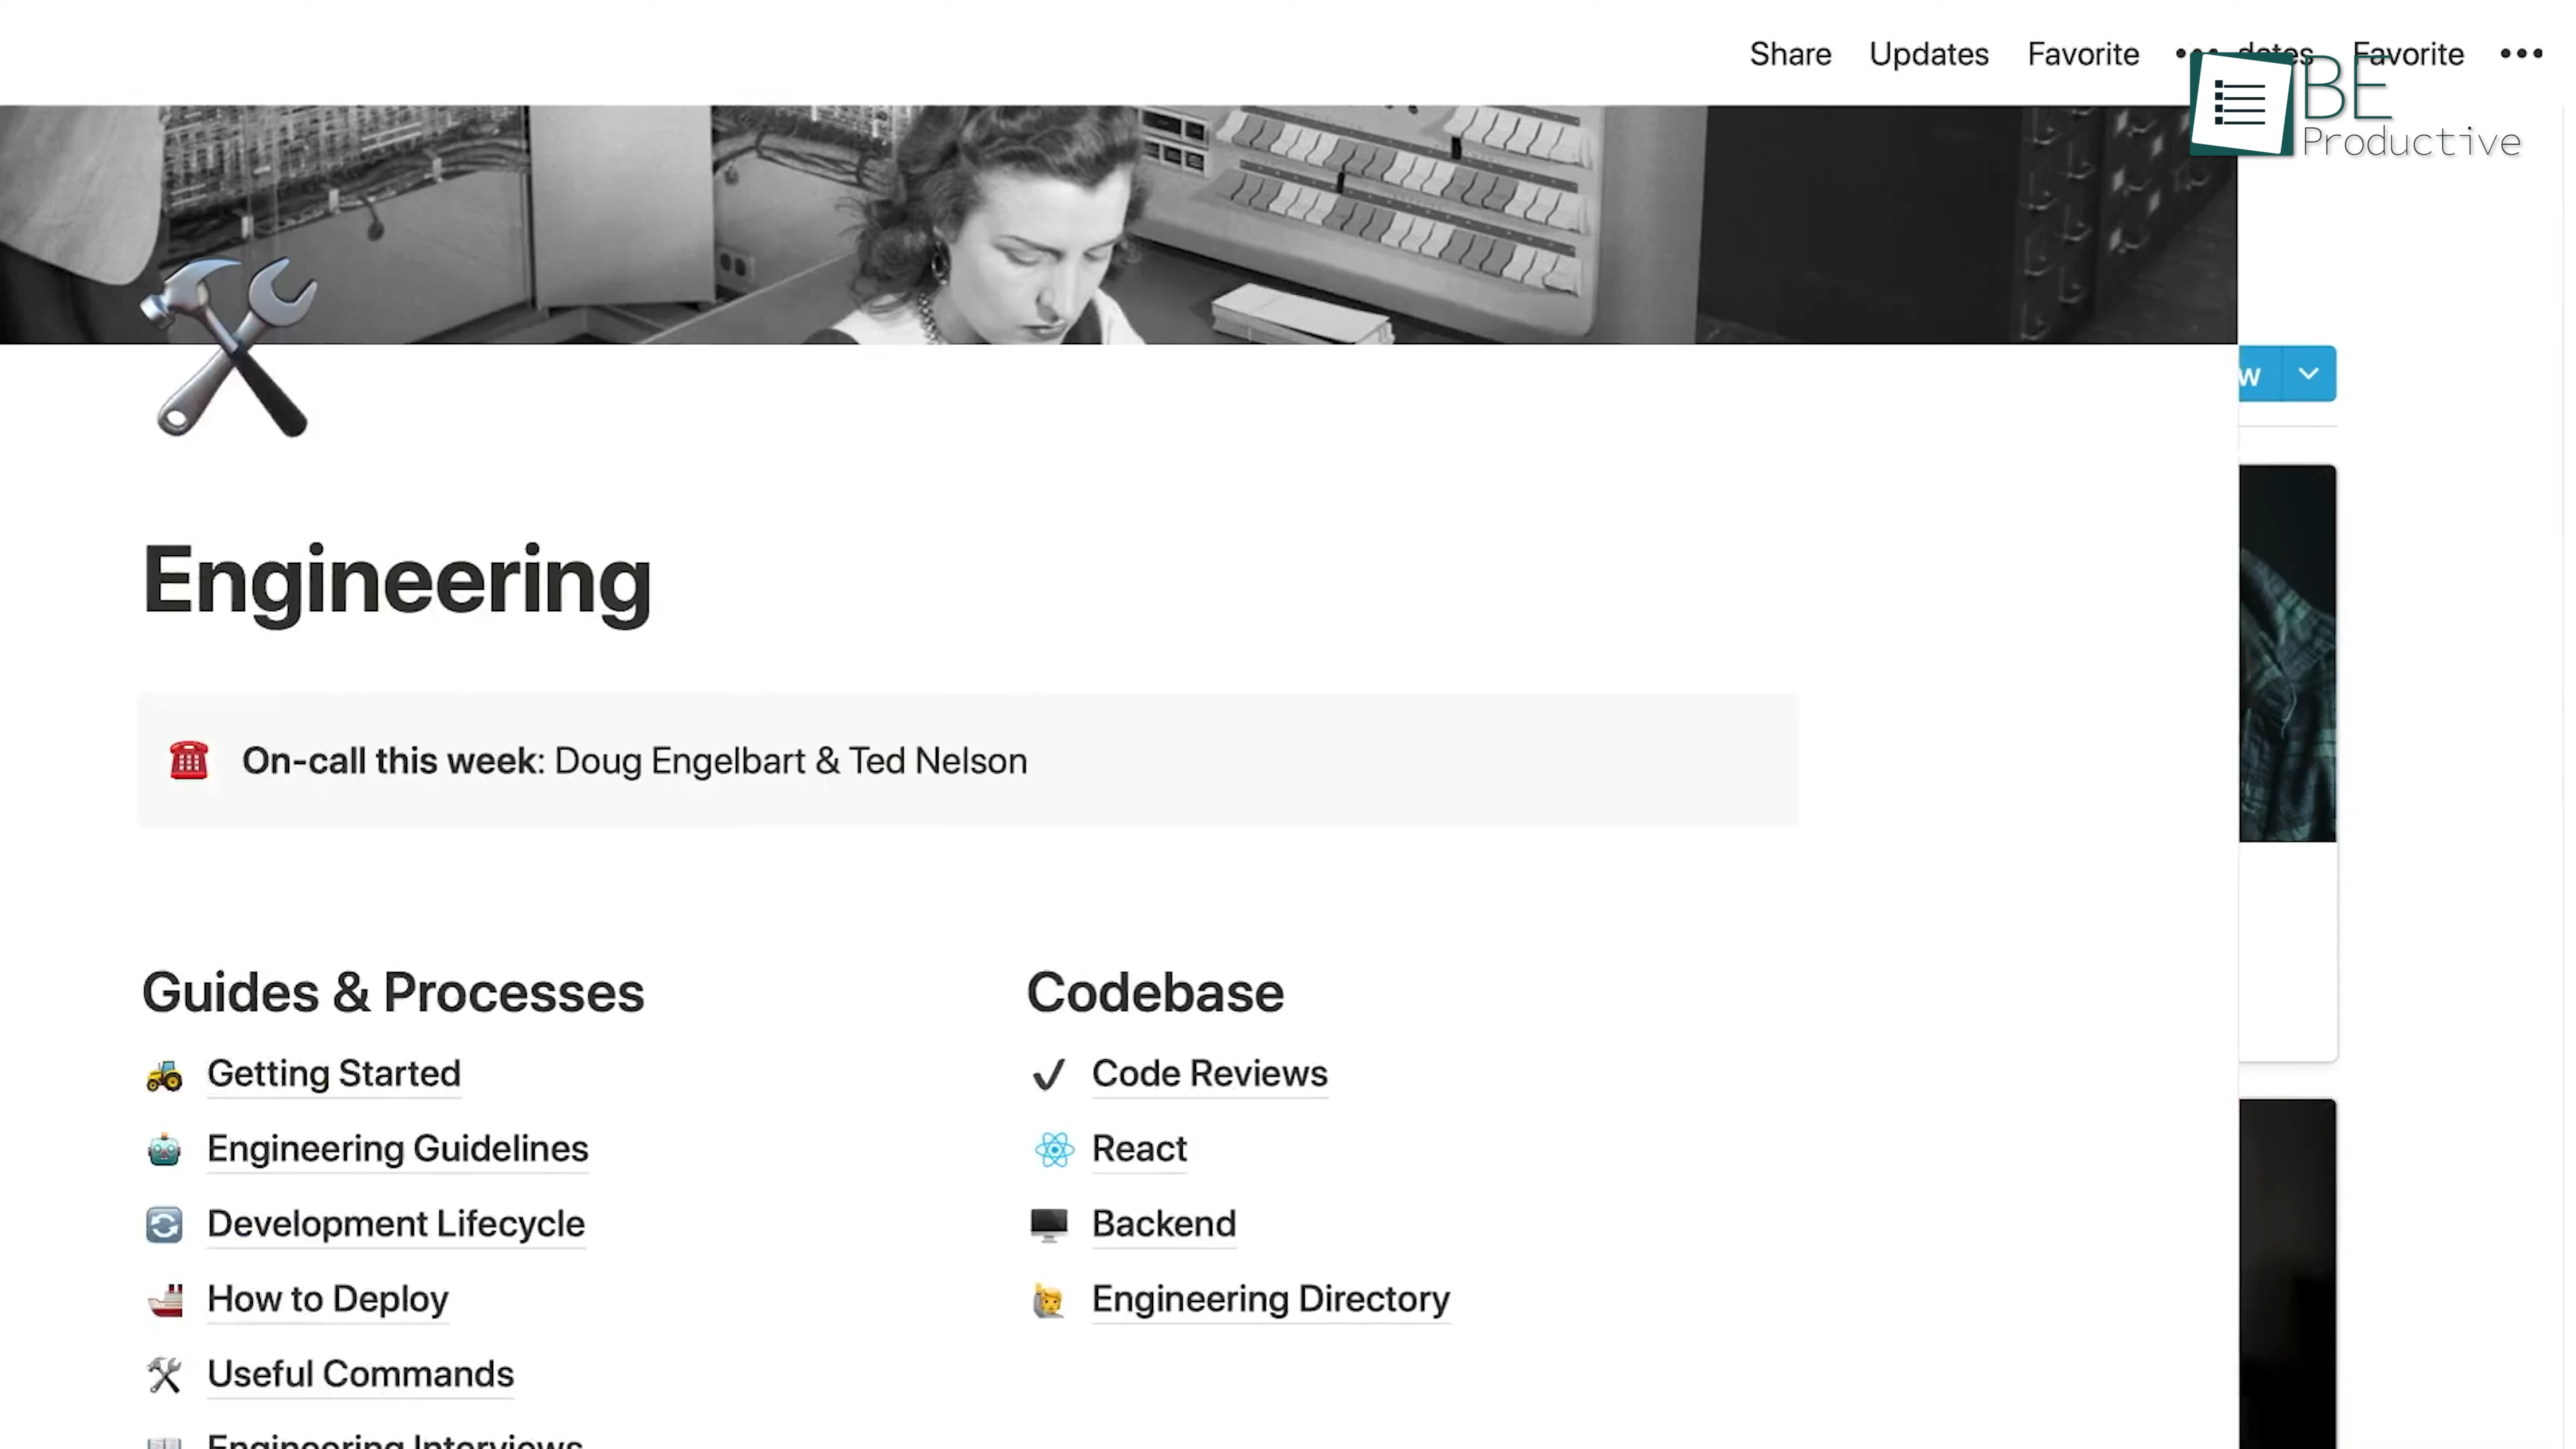 Share Updates Favorite Favorite
BE
Productive
Engineering
On-call this week: Doug Engelbart & Ted Nelson
Guides & Processes
Getting Started
Engineering Guidelines
Development Lifecycle
How to Deploy
Useful Commands
Engineering Interviews
Codebase
Code Reviews
React
Backend
Engineering Directory